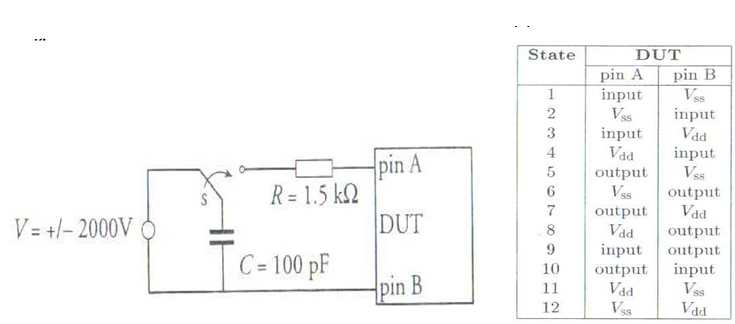 State DUT
pin A pin B
1 input Vss
2 Vss input
3 input Vdd
4 Vdd input
5 output Vss
6 Vss output
7 output Vdd
8 Vdd output
9 input output
10 output input
11 Vdd Vss
12 Vss Vdd
pin A
S
R = 1.5 kΩ
V = +/– 2000V
DUT
C = 100 pF
pin B